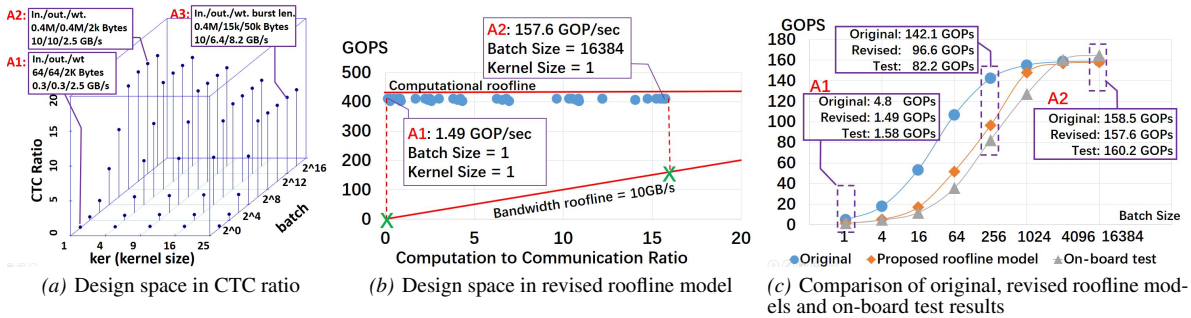 A2:
In./out./wt.
0.4M/0.4M/2k Bytes
10/10/2.5 GB/s
A3:
In./out./wt. burst len.
0.4M/15k/50k Bytes
10/6.4/8.2 GB/s
A1:
In./out./wt
64/64/2K Bytes
0.3/0.3/2.5 GB/s
CTC Ratio
20
15
10
5
0
1
4
9
16
25
ker (kernel size)
2^0
2^4
2^8
2^12
2^16
batch
(a) Design space in CTC ratio
GOPS
500
400
300
200
100
0
A2: 157.6 GOP/sec
Batch Size = 16384
Kernel Size = 1
Computational roofline
A1: 1.49 GOP/sec
Batch Size = 1
Kernel Size = 1
Bandwidth roofline = 10GB/s
0
5
10
15
20
Computation to Communication Ratio
(b) Design space in revised roofline model
GOPS
180
160
140
120
100
80
60
40
20
0
Original: 142.1 GOPs
Revised: 96.6 GOPs
Test: 82.2 GOPs
A1
Original: 4.8 GOPs
Revised: 1.49 GOPs
Test: 1.58 GOPs
A2
Original: 158.5 GOPs
Revised: 157.6 GOPs
Test: 160.2 GOPs
Batch Size
1
4
16
64
256
1024
4096
16384
Original
Proposed roofline model
On-board test
(c) Comparison of original, revised roofline mod-
els and on-board test results